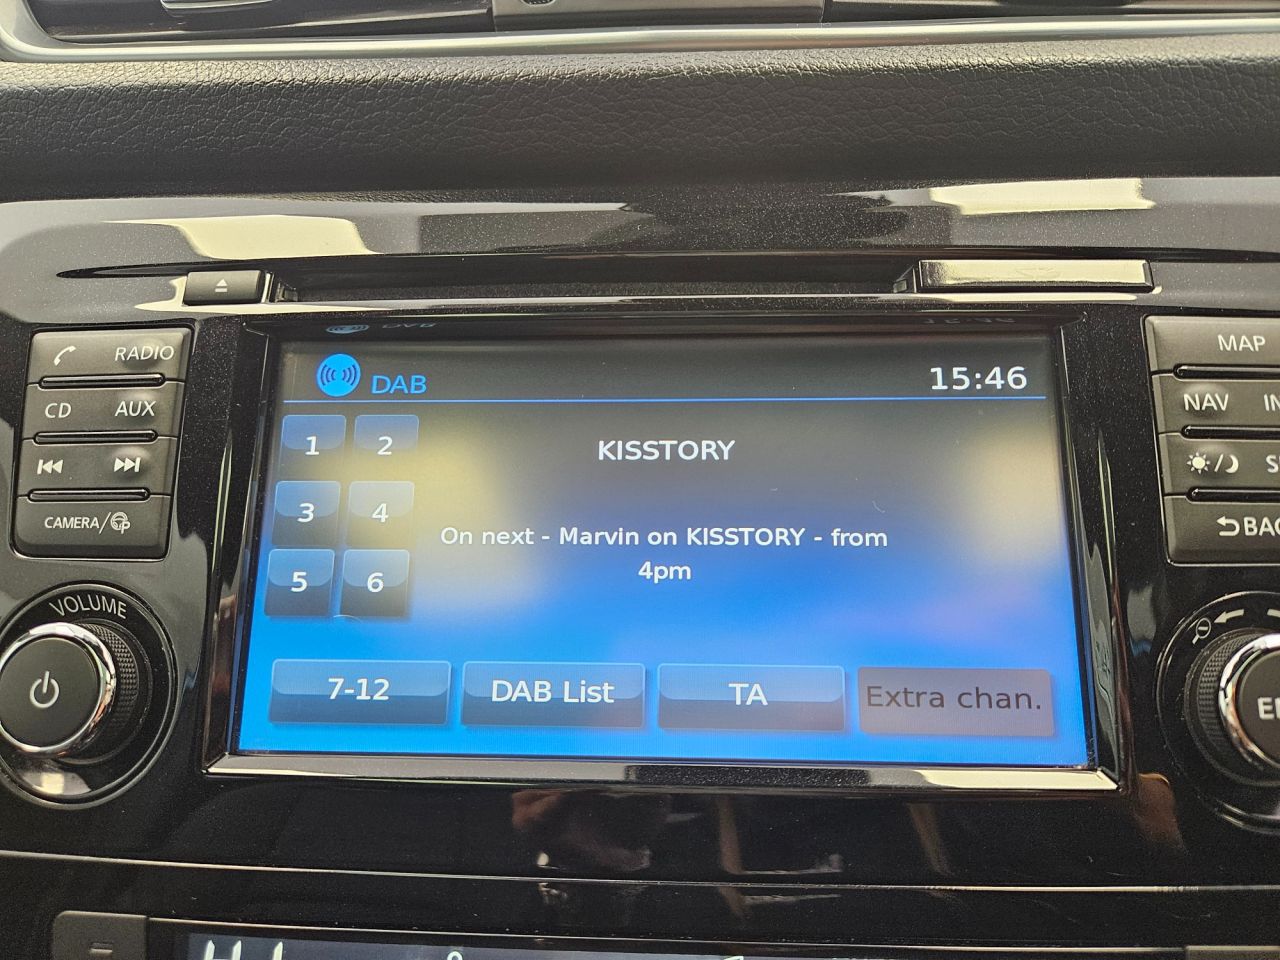 RADIO
CD AUX
CAMERA/
VOLUME
DAB 15:46
1 2
3 4
5 6
KISSTORY
On next - Marvin on KISSTORY - from
4pm
7-12 DAB List TA Extra chan.
MAP
NAV